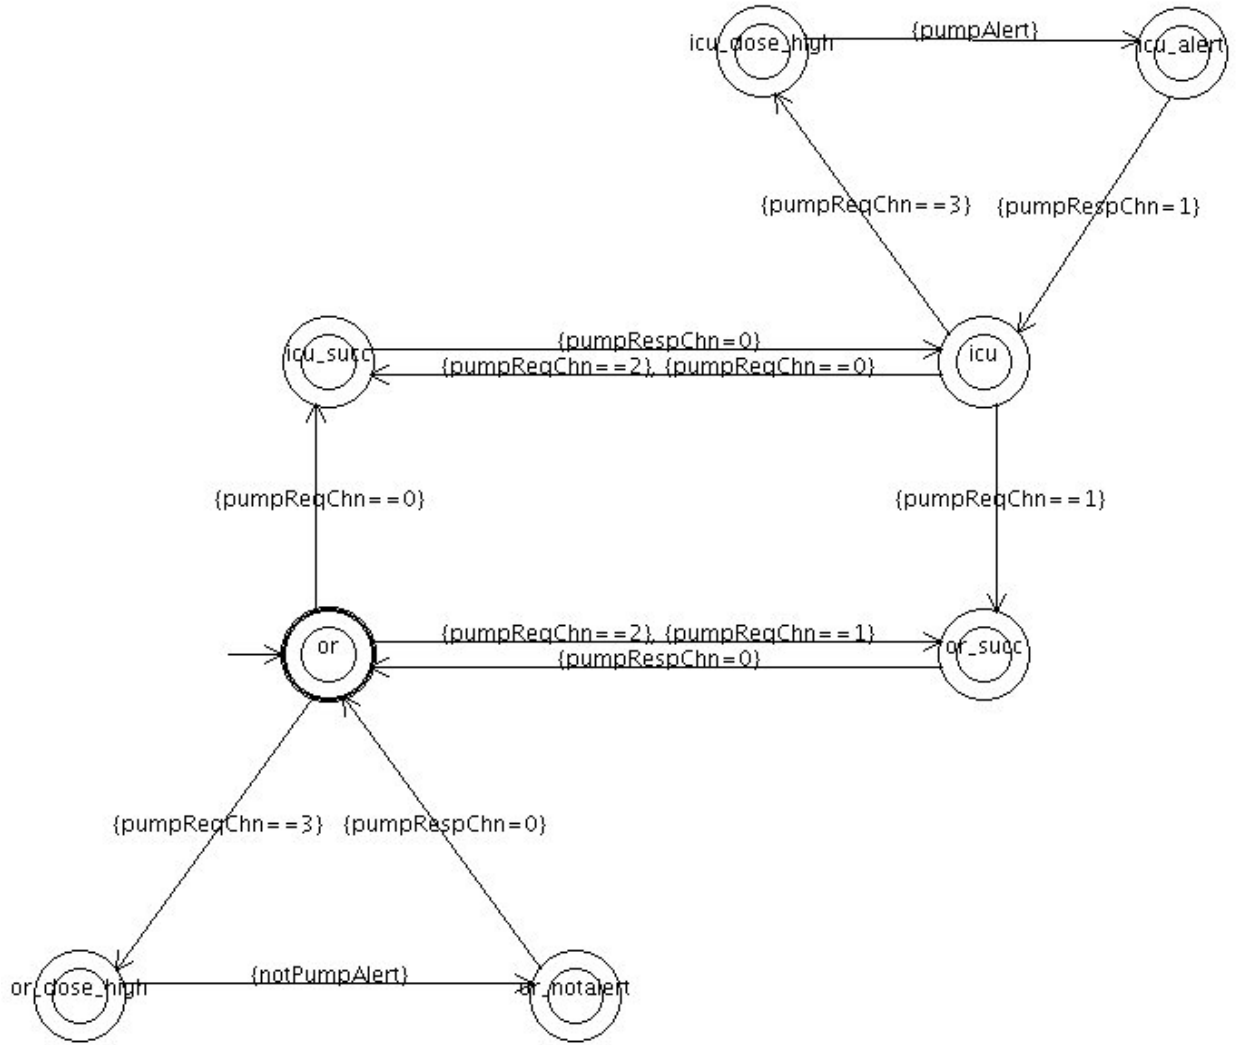 icu_dose_high
{pumpAlert}
icu_alert
{pumpReqChn==3}
{pumpRespChn=1}
icu_succ
{pumpRespChn=0}
{pumpReqChn==2}, {pumpReqChn==0}
icu
{pumpReqChn==0}
{pumpReqChn==1}
or
{pumpReqChn==2}, {pumpReqChn==1}
{pumpRespChn=0}
or_succ
{pumpReqChn==3}
{pumpRespChn=0}
or_dose_high
{notPumpAlert}
or_notalert